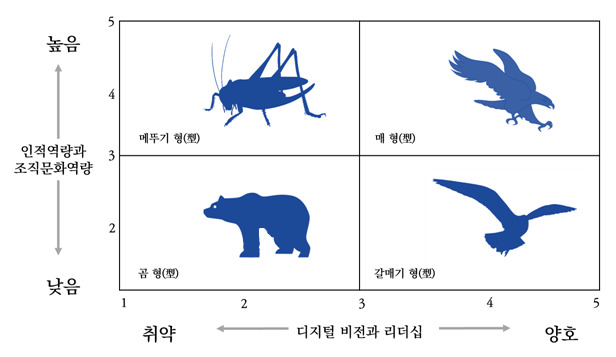 5
높음
4
인적역량과
조직문화역량
메뚜기 형(型)
매 형(型)
3
2
곰 형(型)
갈매기 형(型)
낮음
1
1 2 3 4 5
취약
디지털 비전과 리더십
양호